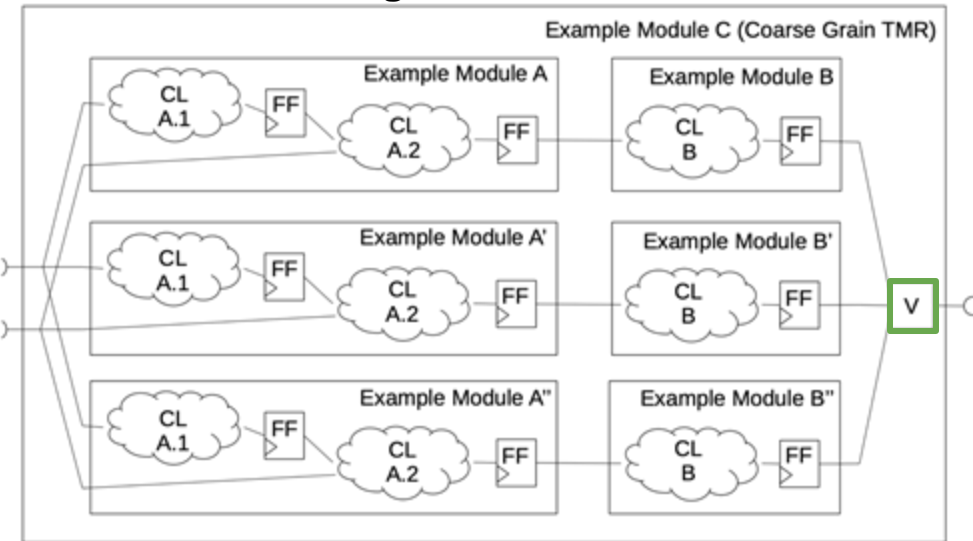 Example Module C (Coarse Grain TMR)
Example Module A
CL
A.1
FF
CL
A.2
FF
Example Module B
CL
B
FF
Example Module A'
CL
A.1
FF
CL
A.2
FF
Example Module B'
CL
B
FF
V
Example Module A"
CL
A.1
FF
CL
A.2
FF
Example Module B"
CL
B
FF